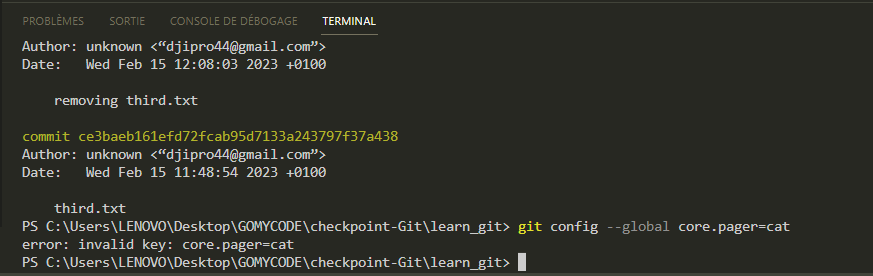 PROBLÈMES SORTIE CONSOLE DE DÉBOGAGE TERMINAL
Author: unknown <“djipro44@gmail.com”>
Date:   Wed Feb 15 12:08:03 2023 +0100
    removing third.txt
commit ce3baeb161efd72fcab95d7133a243797f37a438
Author: unknown <“djipro44@gmail.com”>
Date:   Wed Feb 15 11:48:54 2023 +0100
    third.txt
PS C:\Users\LENOVO\Desktop\GOMYCODE\checkpoint-Git\learn_git> git config --global core.pager=cat
error: invalid key: core.pager=cat
PS C:\Users\LENOVO\Desktop\GOMYCODE\checkpoint-Git\learn_git>